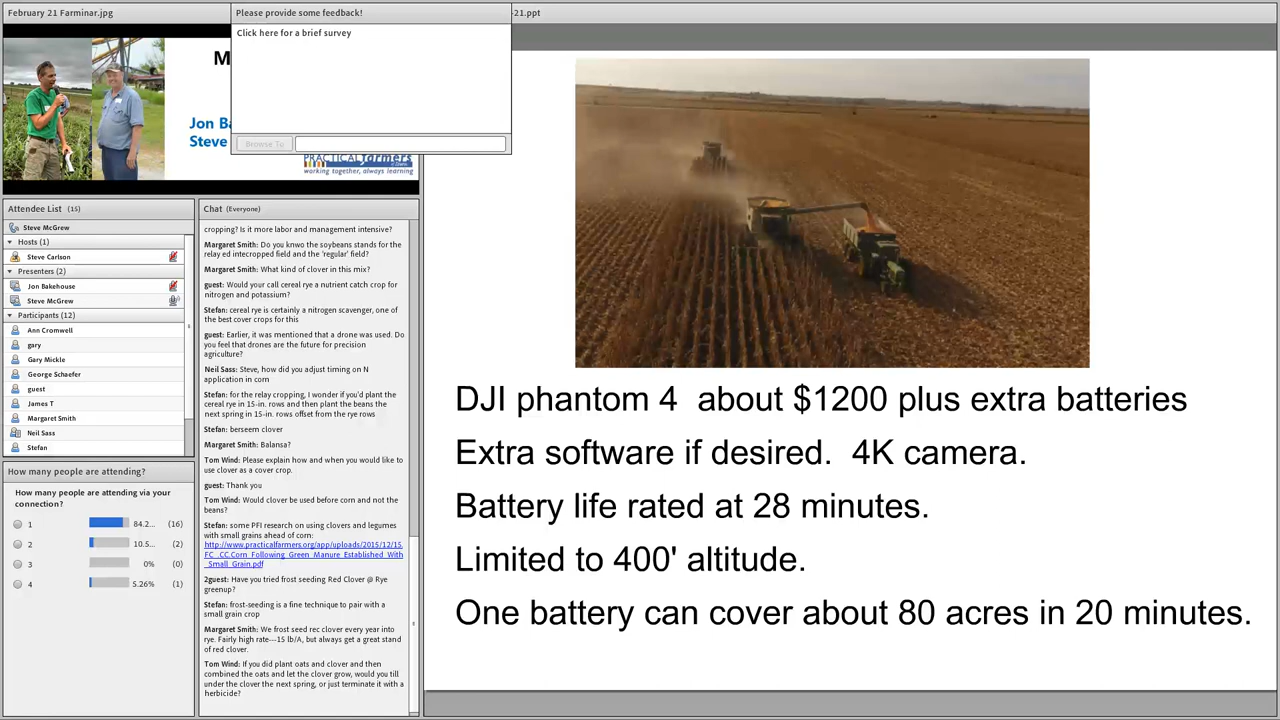 February 21 Farminar.jpg
Please provide some feedback!
-21.ppt
Click here for a brief survey
Browse To
M
Jon Ba
Steve
PRACTICAL farmers
working together, always learning
Attendee List (15)
Steve McGrew
Hosts (1)
Steve Carlson
Presenters (2)
Jon Bakehouse
Steve McGrew
Participants (12)
Ann Cromwell
gary
Gary Mickle
George Schaefer
guest
James T
Margaret Smith
Neil Sass
Stefan
How many people are attending?
How many people are attending via your
connection?
1 84.2... (16)
2 10.5... (2)
3 0% (0)
4 5.26% (1)
Chat (Everyone)
cropping? Is it more labor and management intensive?
Margaret Smith: Do you knwo the soybeans stands for the
relay ed intecropped field and the 'regular' field?
Margaret Smith: What kind of clover in this mix?
guest: Would your call cereal rye a nutrient catch crop for
nitrogen and potassium?
Stefan: cereal rye is certainly a nitrogen scavenger, one of
the best cover crops for this
guest: Earlier, it was mentioned that a drone was used. Do
you feel that drones are the future for precision
agriculture?
Neil Sass: Steve, how did you adjust timing on N
application in corn
Stefan: for the relay cropping, I wonder if you'd plant the
cereal rye in 15-in. rows and then plant the beans the
next spring in 15-in. rows offset from the rye rows
Stefan: berseem clover
Margaret Smith: Balansa?
Tom Wind: Please explain how and when you would like to
use clover as a cover crop.
guest: Thank you
Tom Wind: Would clover be used before corn and not the
beans?
Stefan: some PFI research on using clovers and legumes
with small grains ahead of corn:
http://www.practicalfarmers.org/app/uploads/2015/12/15.
FC_.CC.Corn_Following_Green_Manure_Established_With
_Small_Grain.pdf
2guest: Have you tried frost seeding Red Clover @ Rye
greenup?
Stefan: frost-seeding is a fine technique to pair with a
small grain crop
Margaret Smith: We frost seed rec clover every year into
rye. Fairly high rate---15 lb/A, but always get a great stand
of red clover.
Tom Wind: If you did plant oats and clover and then
combined the oats and let the clover grow, would you till
under the clover the next spring, or just terminate it with a
herbicide?
DJI phantom 4  about $1200 plus extra batteries
Extra software if desired.  4K camera.
Battery life rated at 28 minutes.
Limited to 400' altitude.
One battery can cover about 80 acres in 20 minutes.